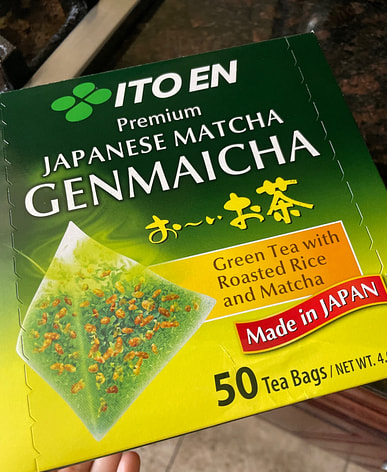 ITO EN
Premium
JAPANESE MATCHA
GENMAICHA
お〜いお茶
Green Tea with
Roasted Rice
and Matcha
Made in JAPAN
50 Tea Bags / NET WT. 4.